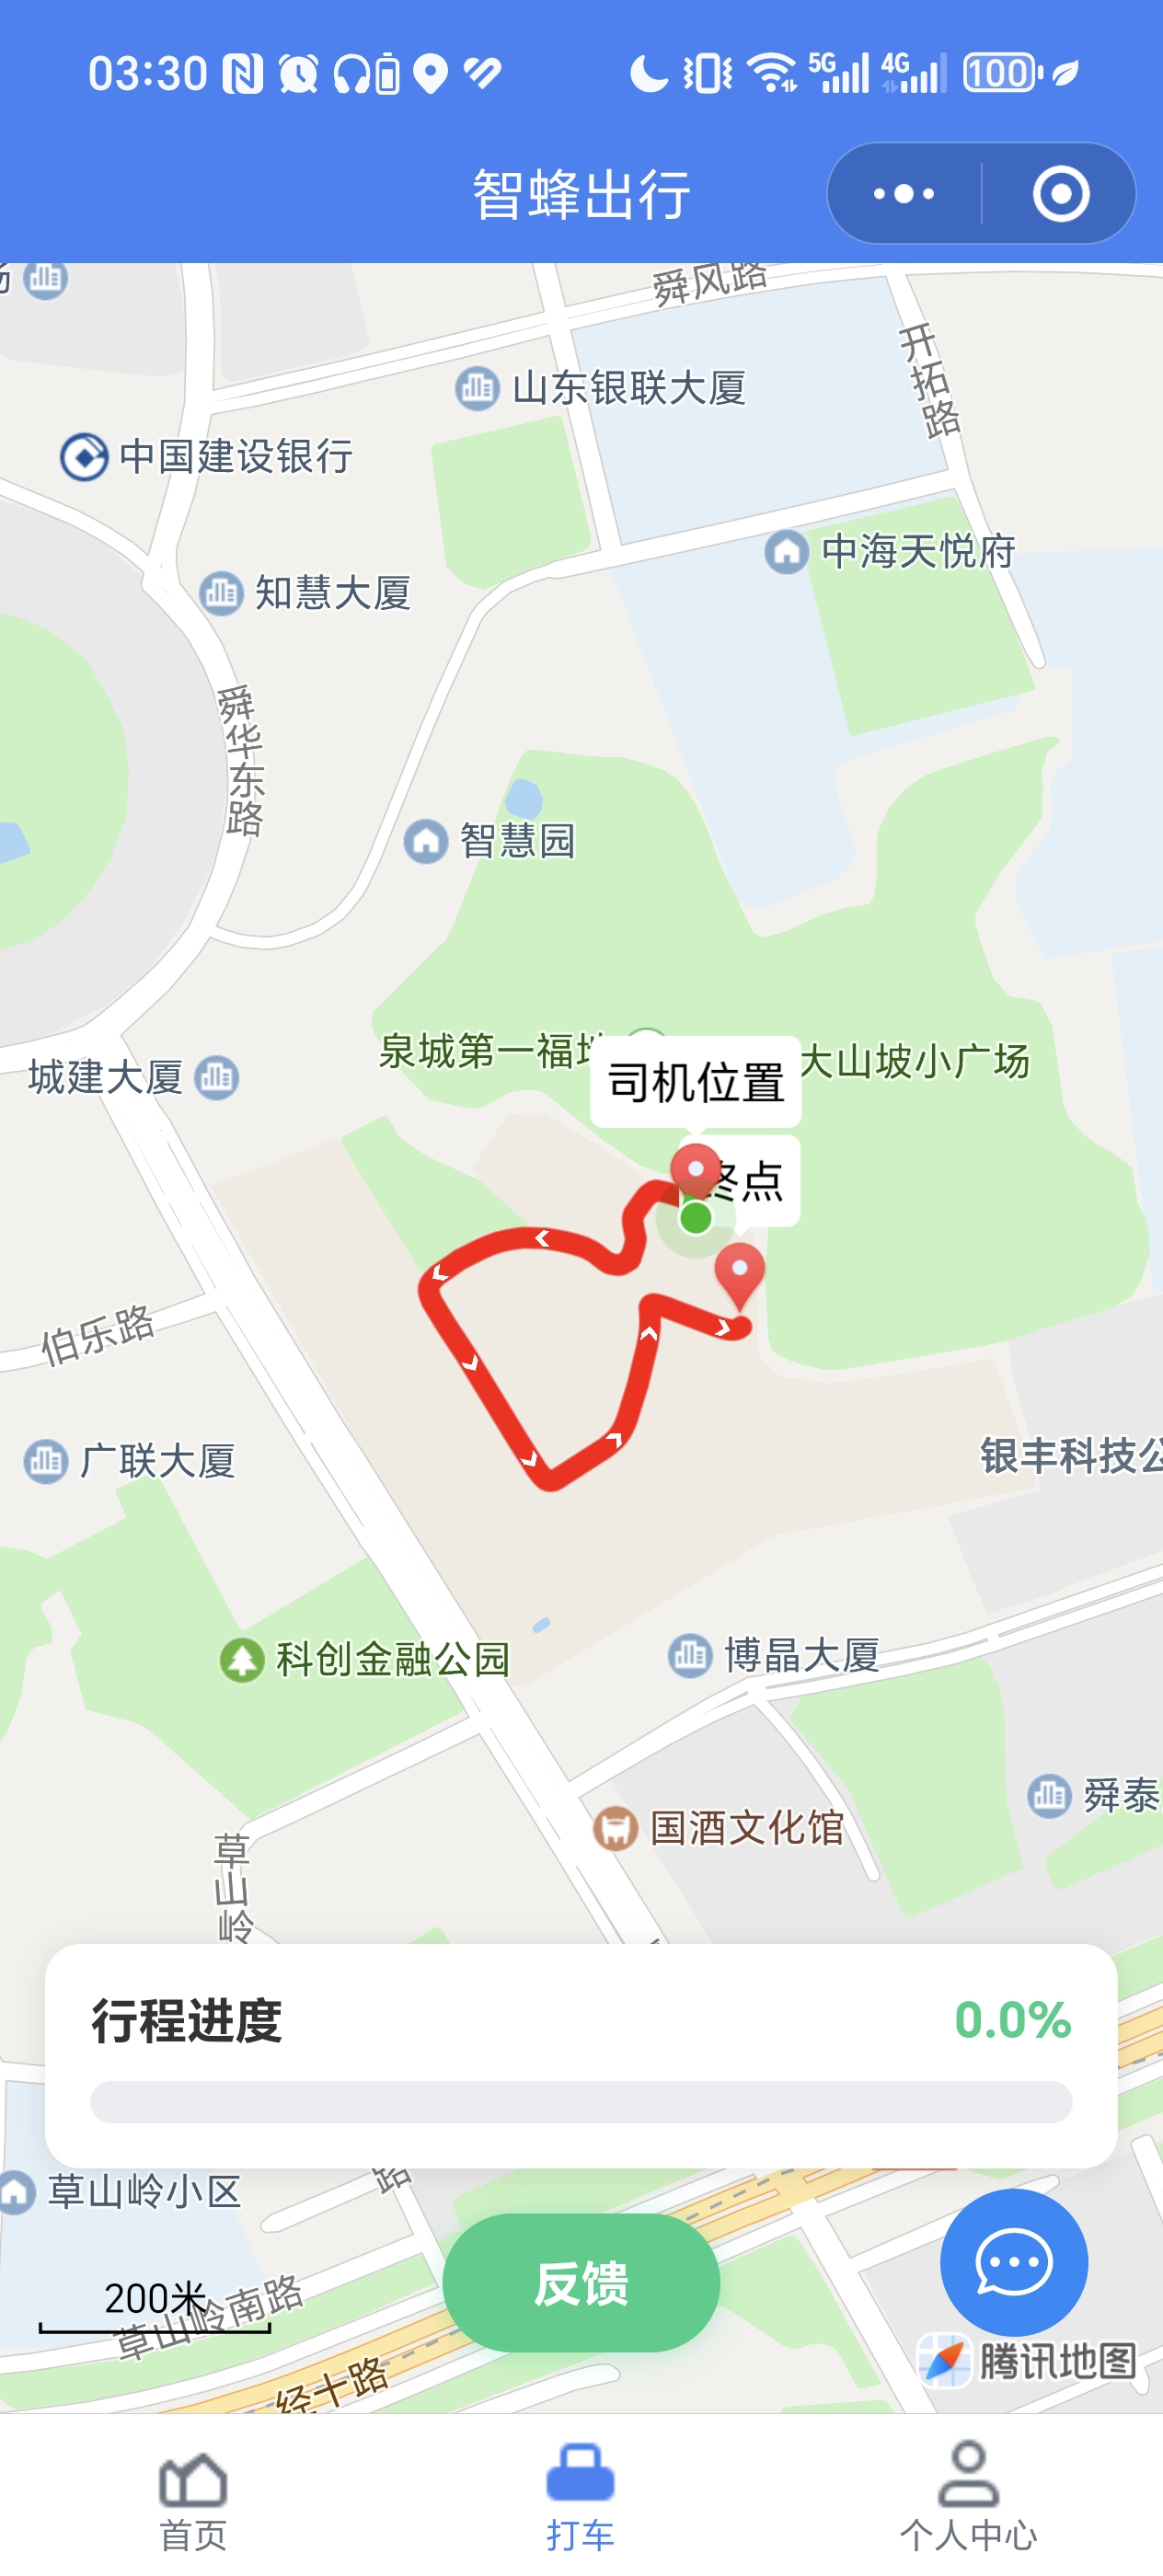 03:30
5G
4G
100
智蜂出行
舜风路
开拓路
山东银联大厦
中国建设银行
中海天悦府
知慧大厦
舜华东路
智慧园
泉城第一福地
大山坡小广场
城建大厦
司机位置
终点
伯乐路
广联大厦
银丰科技公
科创金融公园
博晶大厦
舜泰
国酒文化馆
草山岭
行程进度
0.0%
路
草山岭小区
反馈
200米
草山岭南路
腾讯地图
经十路
首页
打车
个人中心